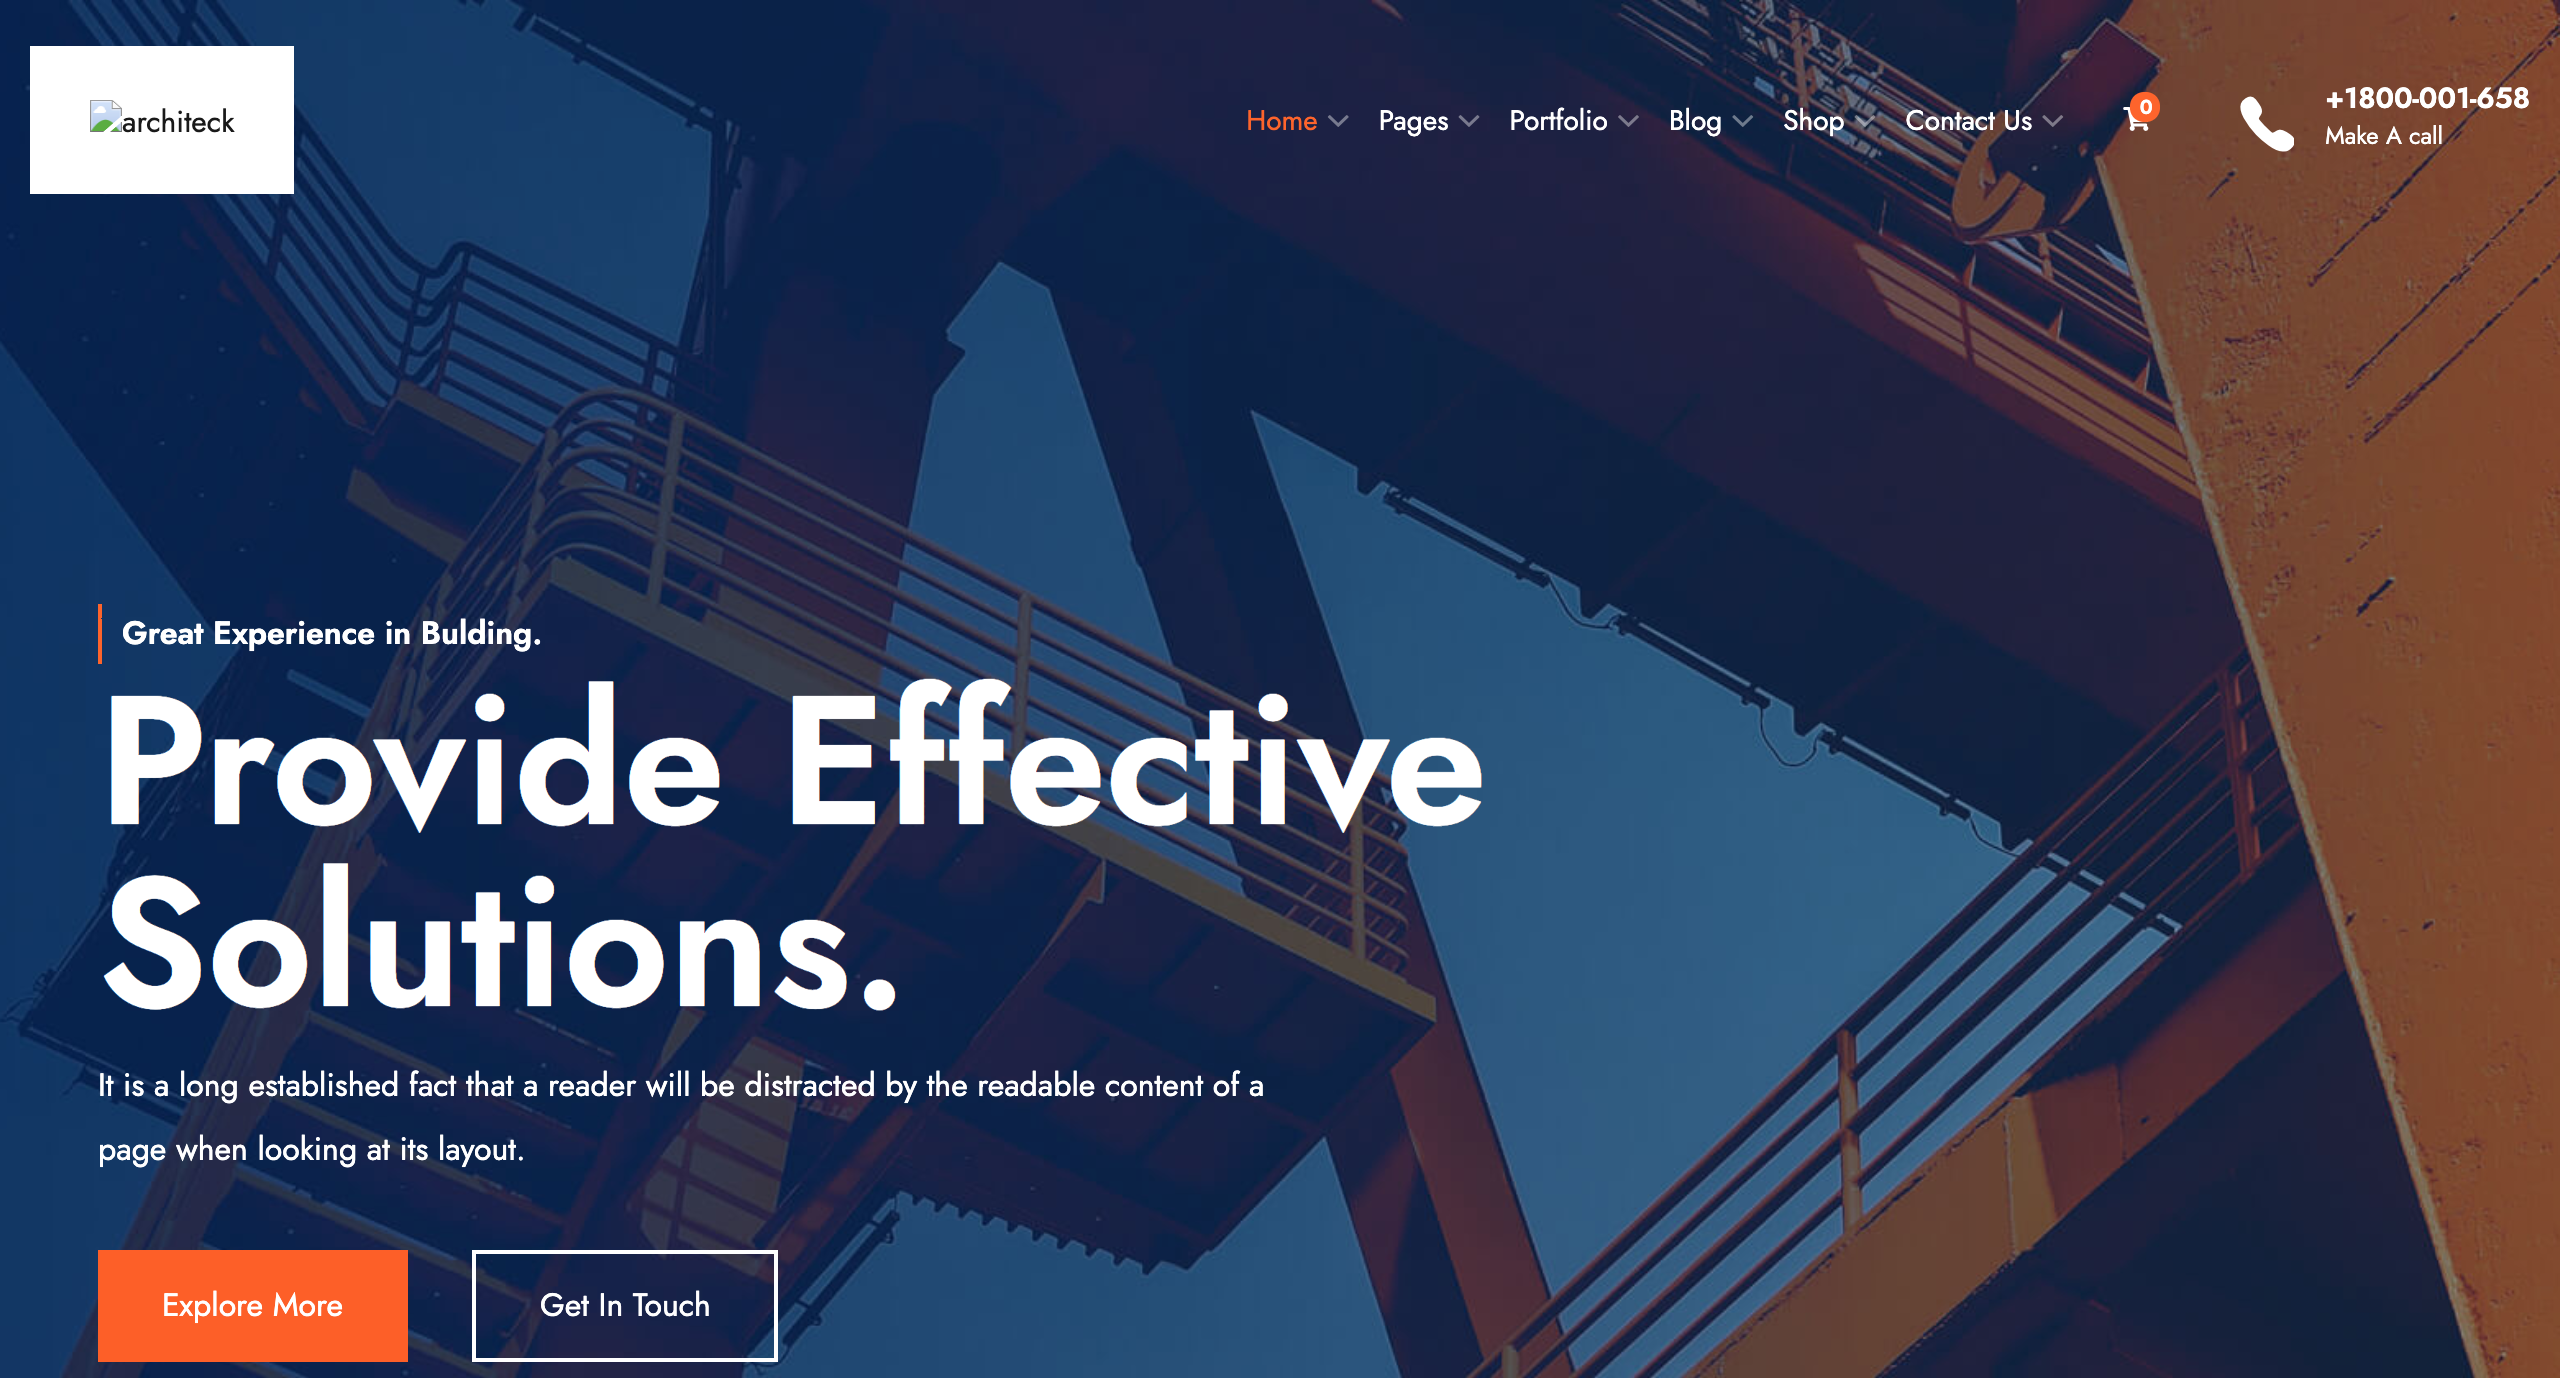 architeck
Home Pages Portfolio Blog Shop Contact Us 0
+1800-001-658
Make A call
Great Experience in Bulding.
Provide Effective
Solutions.
It is a long established fact that a reader will be distracted by the readable content of a
page when looking at its layout.
Explore More Get In Touch